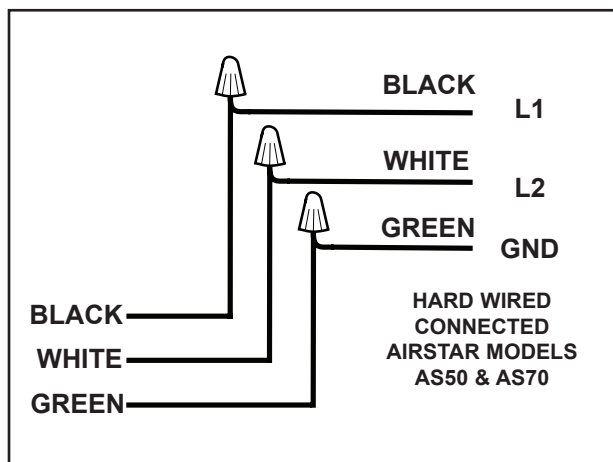 BLACK L1
WHITE L2
GREEN GND
BLACK
WHITE
GREEN
HARD WIRED
CONNECTED
AIRSTAR MODELS
AS50 & AS70